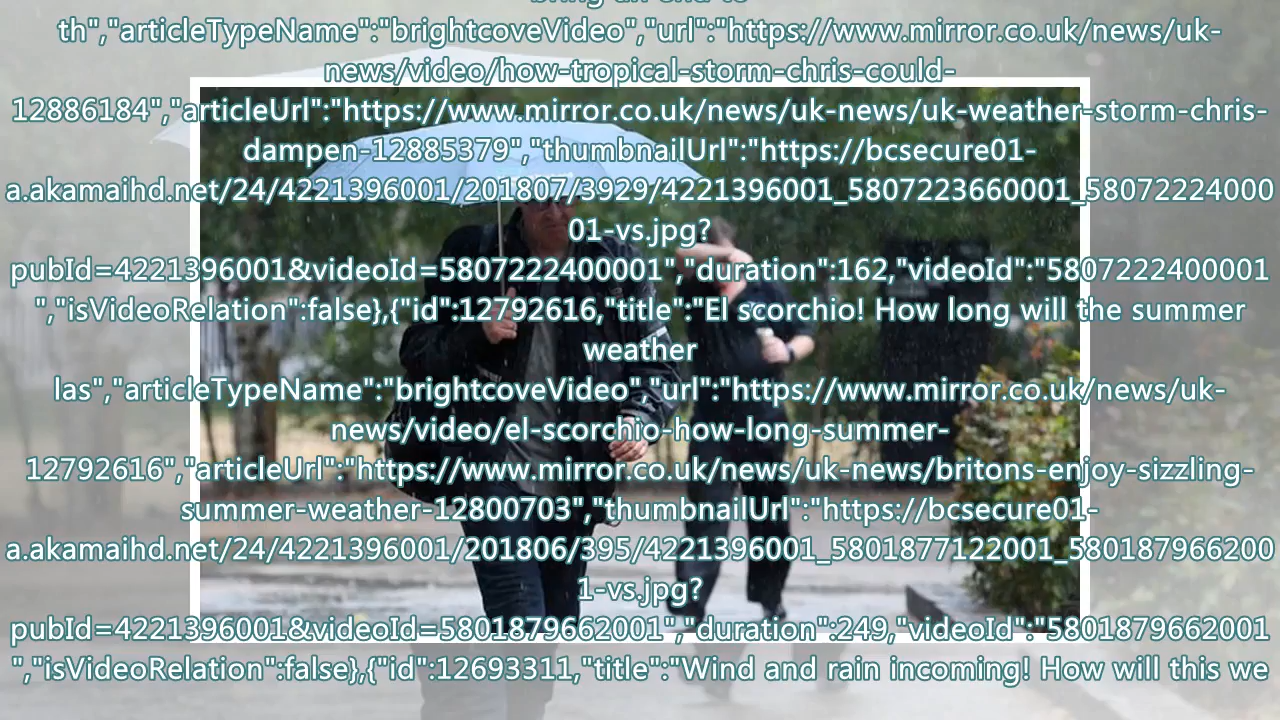 bring an end to
th","articleTypeName":"brightcoveVideo","url":"https://www.mirror.co.uk/news/uk-
news/video/how-tropical-storm-chris-could-
12886184","articleUrl":"https://www.mirror.co.uk/news/uk-news/uk-weather-storm-chris-
dampen-12885379","thumbnailUrl":"https://bcsecure01-
a.akamaihd.net/24/4221396001/201807/3929/4221396001_5807223660001_58072224000
01-vs.jpg?
pubId=4221396001&videoId=5807222400001","duration":162,"videoId":"5807222400001
","isVideoRelation":false},{"id":12792616,"title":"El scorchio! How long will the summer
weather
las","articleTypeName":"brightcoveVideo","url":"https://www.mirror.co.uk/news/uk-
news/video/el-scorchio-how-long-summer-
12792616","articleUrl":"https://www.mirror.co.uk/news/uk-news/britons-enjoy-sizzling-
summer-weather-12800703","thumbnailUrl":"https://bcsecure01-
a.akamaihd.net/24/4221396001/201806/395/4221396001_5801877122001_580187966200
1-vs.jpg?
pubId=4221396001&videoId=5801879662001","duration":249,"videoId":"5801879662001
","isVideoRelation":false},{"id":12693311,"title":"Wind and rain incoming! How will this we